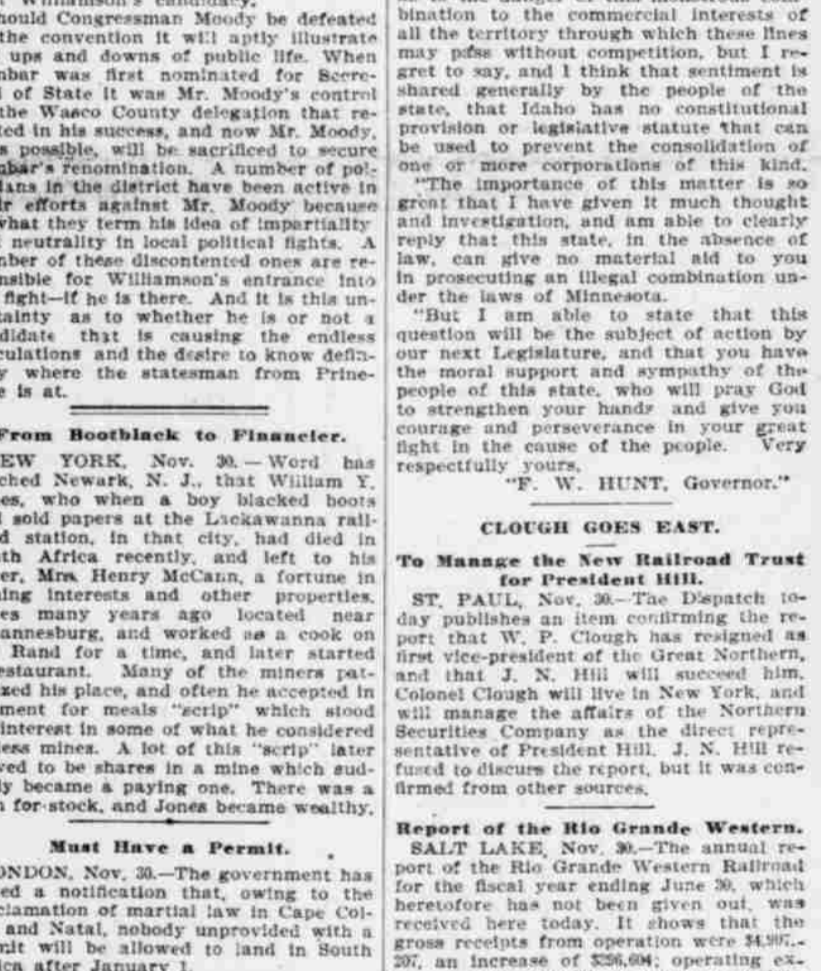 hould Congressman Moody be defeated
the convention it will aptly illustrate
ups and downs of public life. When
nbar was first nominated for Secre-
of State it was Mr. Moody's control
the Wasco County delegation that re-
ted in his success, and now Mr. Moody,
s possible, will be sacrificed to secure
nbar's renomination. A number of pol-
ians in the district have been active in
ir efforts against Mr. Moody because
what they term his idea of impartiality
neutrality in local political fights. A
nber of these discontented ones are re-
nsible for Williamson's entrance into
fight—if he is there. And it is this un-
tainty as to whether he is or not a
didate that is causing the endless
culations and the desire to know defin-
y where the statesman from Prine-
e is at.
From Bootblack to Financier.
EW YORK, Nov. 30.—Word has
ched Newark, N. J., that William Y.
es, who when a boy blacked boots
sold papers at the Lackawanna rail-
d station, in that city, had died in
th Africa recently, and left to his
er, Mrs. Henry McCann, a fortune in
ing interests and other properties.
es many years ago located near
annesburg, and worked as a cook on
Rand for a time, and later started
estaurant. Many of the miners pat-
ized his place, and often he accepted in
ment for meals "scrip" which stood
interest in some of what he considered
less mines. A lot of this "scrip" later
ved to be shares in a mine which sud-
ly became a paying one. There was a
h for stock, and Jones became wealthy.
Must Have a Permit.
ONDON, Nov. 30.—The government has
ed a notification that, owing to the
clamation of martial law in Cape Col-
and Natal, nobody unprovided with a
mit will be allowed to land in South
ica after January 1.
bination to the commercial interests of
all the territory through which these lines
may pass without competition, but I re-
gret to say, and I think that sentiment is
shared generally by the people of the
state, that Idaho has no constitutional
provision or legislative statute that can
be used to prevent the consolidation of
one or more corporations of this kind.
"The importance of this matter is so
great that I have given it much thought
and investigation, and am able to clearly
reply that this state, in the absence of
law, can give no material aid to you
in prosecuting an illegal combination un-
der the laws of Minnesota.
"But I am able to state that this
question will be the subject of action by
our next Legislature, and that you have
the moral support and sympathy of the
people of this state, who will pray God
to strengthen your hands and give you
courage and perseverance in your great
fight in the cause of the people. Very
respectfully yours,
"F. W. HUNT, Governor."
CLOUGH GOES EAST.
To Manage the New Railroad Trust
for President Hill.
ST. PAUL, Nov. 30.—The Dispatch to-
day publishes an item confirming the re-
port that W. P. Clough has resigned as
first vice-president of the Great Northern,
and that J. N. Hill will succeed him.
Colonel Clough will live in New York, and
will manage the affairs of the Northern
Securities Company as the direct repre-
sentative of President Hill. J. N. Hill re-
fused to discuss the report, but it was con-
firmed from other sources.
Report of the Rio Grande Western.
SALT LAKE, Nov. 30.—The annual re-
port of the Rio Grande Western Railroad
for the fiscal year ending June 30, which
heretofore has not been given out, was
received here today. It shows that the
gross receipts from operation were $4,907,-
207, an increase of $296,604; operating ex-